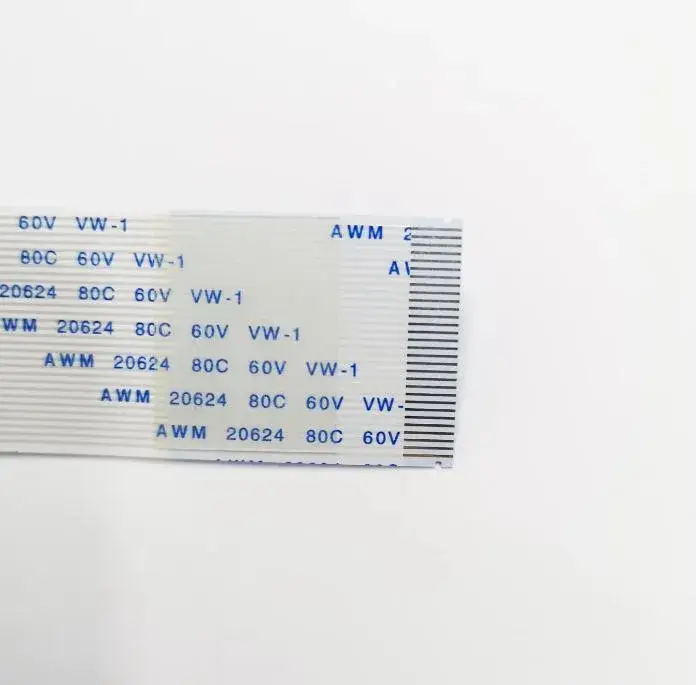 60V VW-1
AWM 2
80C 60V VW-1
20624 80C 60V VW-1
WM 20624 80C 60V VW-1
AWM 20624 80C 60V VW-1
AWM 20624 80C 60V VW-
AWM 20624 80C 60V